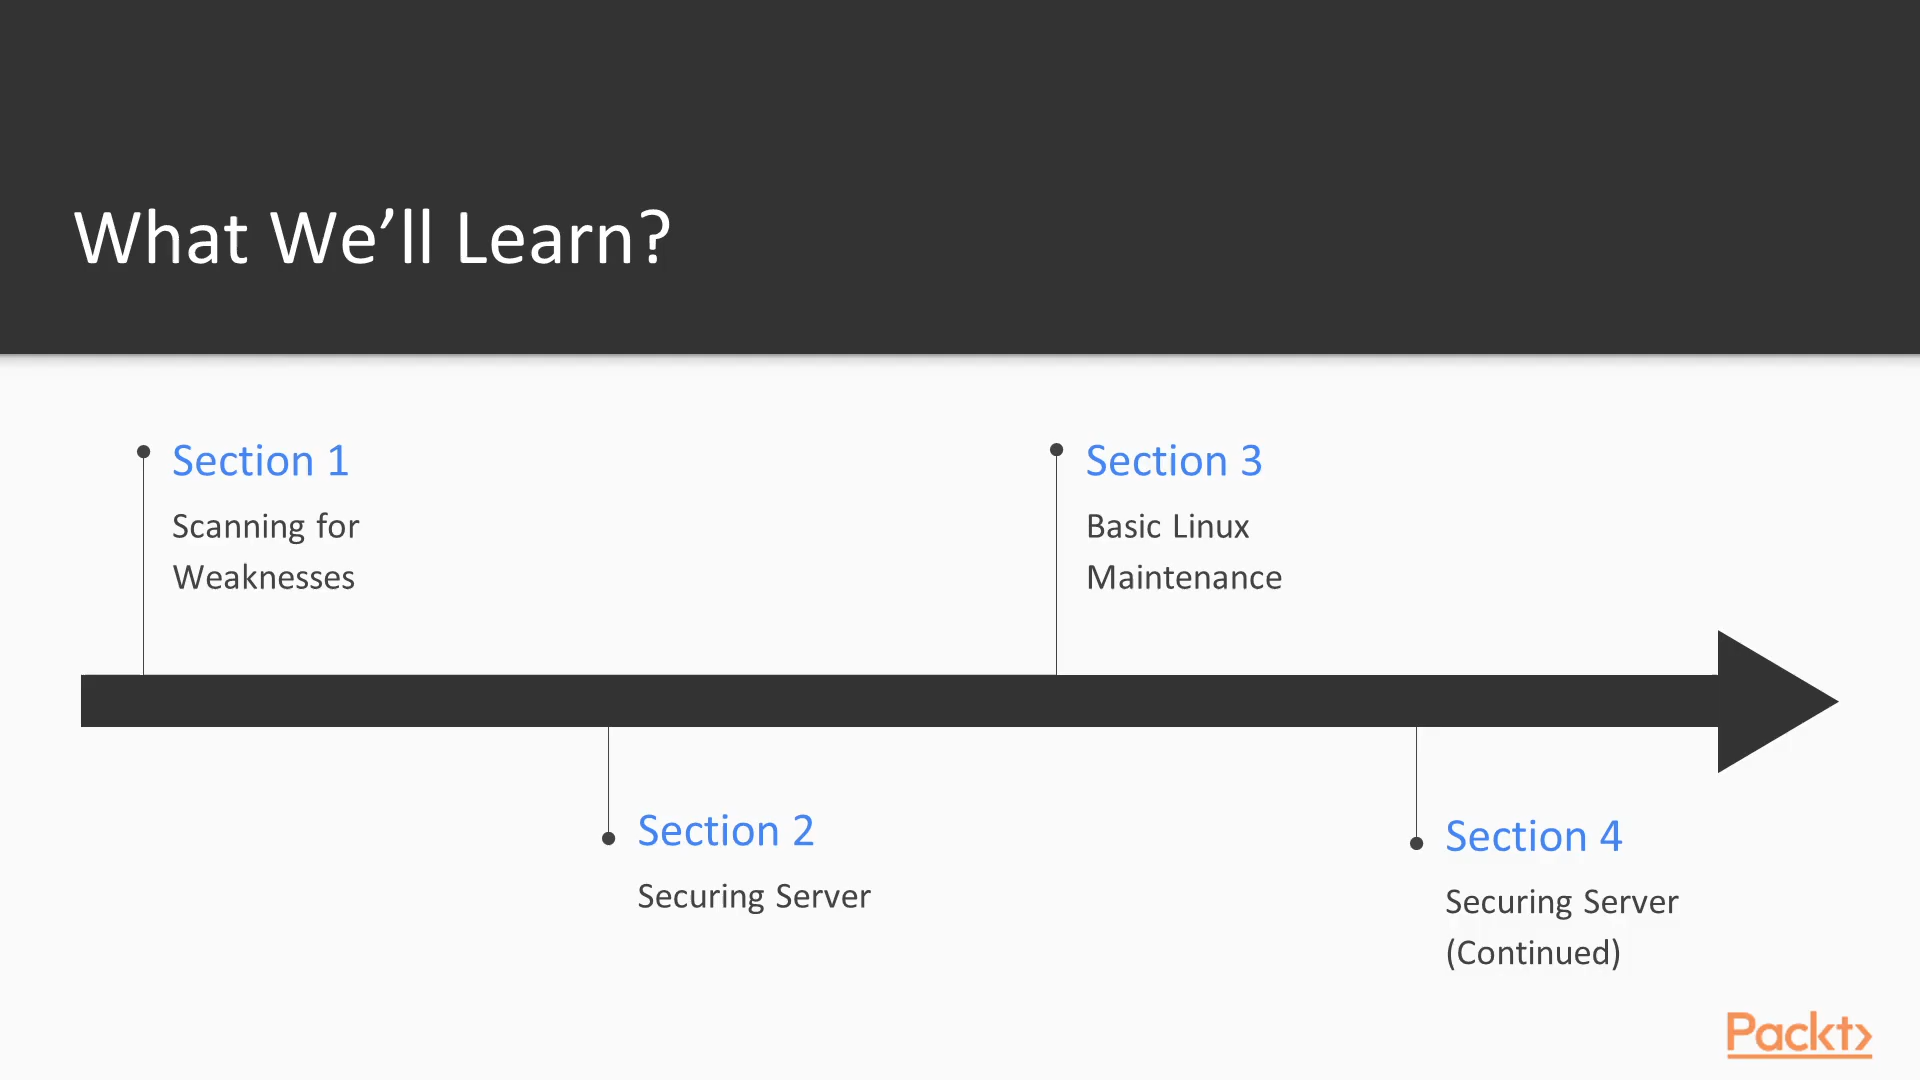 What We’ll Learn?
Section 1
Scanning for
Weaknesses
Section 2
Securing Server
Section 3
Basic Linux
Maintenance
Section 4
Securing Server
(Continued)
Packt>